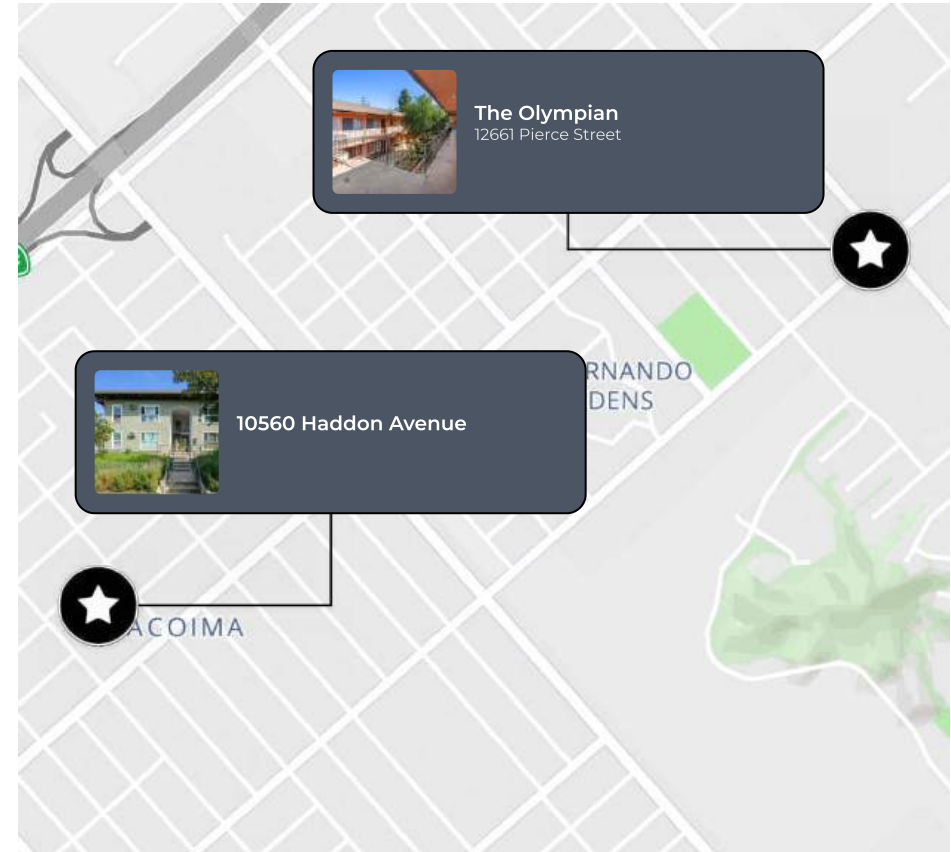 The Olympian
12661 Pierce Street
RNANDO
DENS
10560 Haddon Avenue
ACOIMA